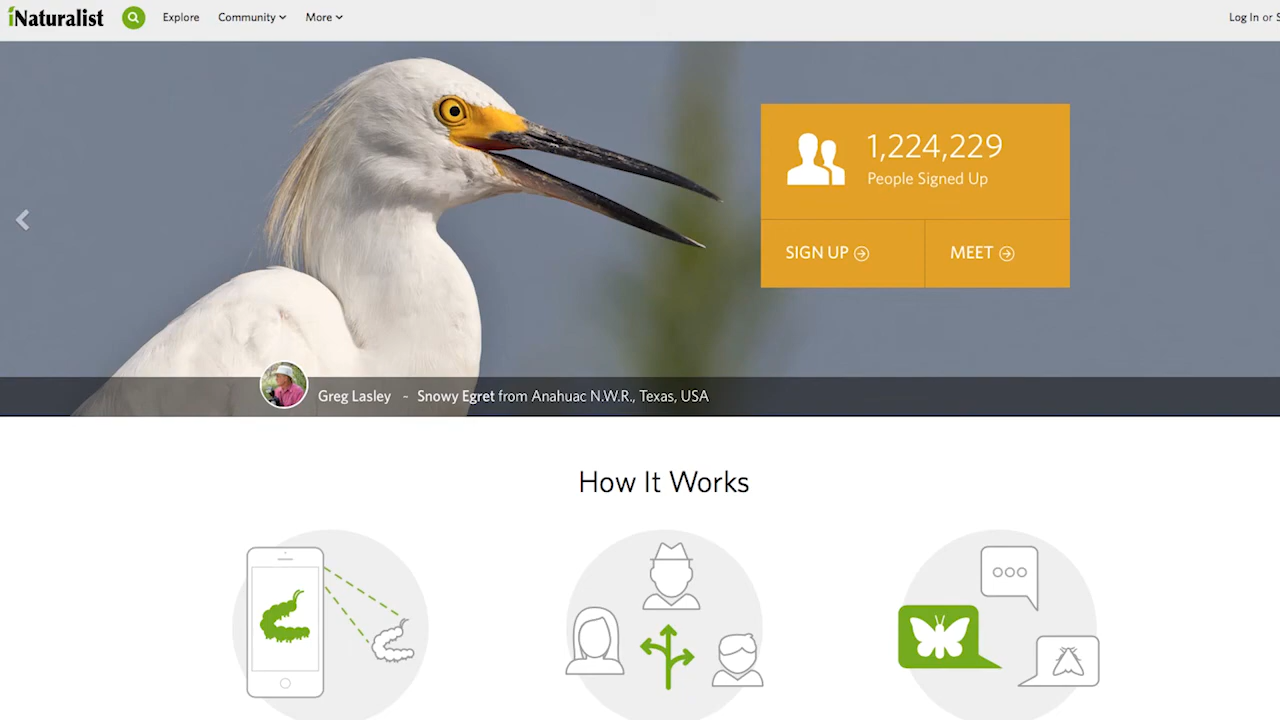 iNaturalist Explore Community More Log In or S
1,224,229
People Signed Up
SIGN UP MEET
Greg Lasley - Snowy Egret from Anahuac N.W.R., Texas, USA
How It Works